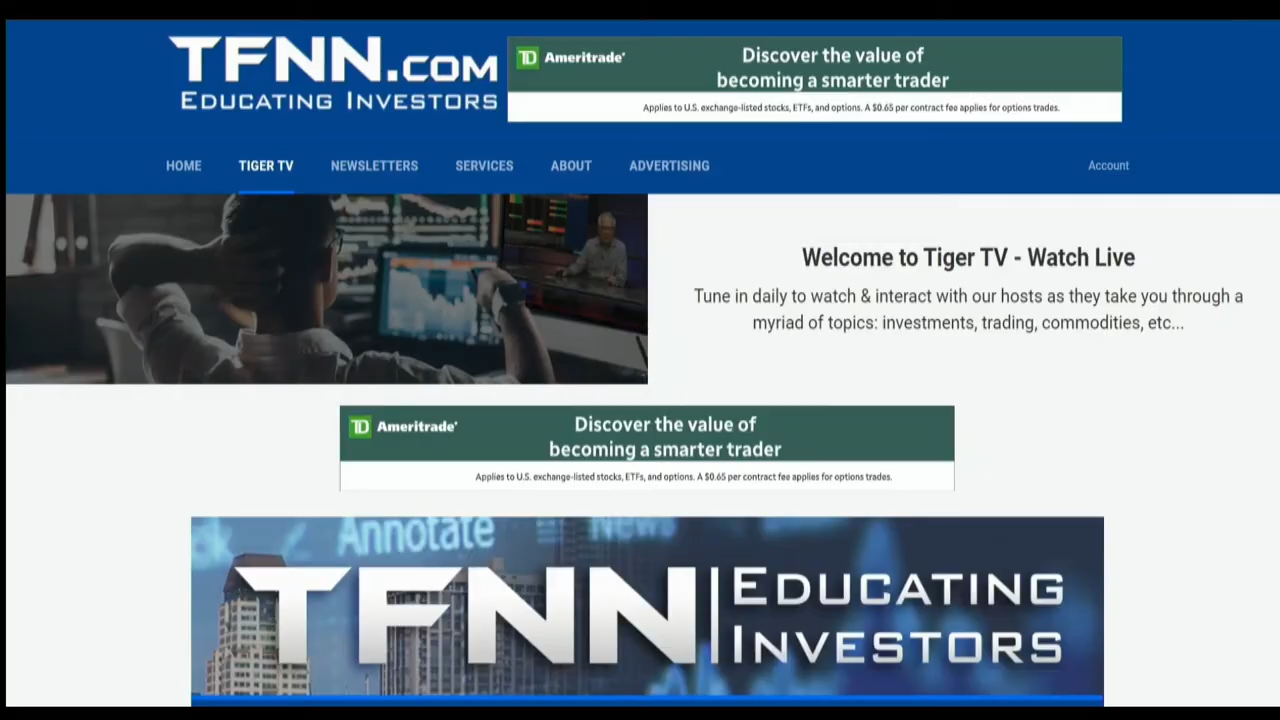 TFNN.COM
EDUCATING INVESTORS
TD Ameritrade®
Discover the value of
becoming a smarter trader
Applies to U.S. exchange-listed stocks, ETFs, and options. A $0.65 per contract fee applies for options trades.
HOME TIGER TV NEWSLETTERS SERVICES ABOUT ADVERTISING Account
Welcome to Tiger TV - Watch Live
Tune in daily to watch & interact with our hosts as they take you through a
myriad of topics: investments, trading, commodities, etc...
TD Ameritrade®
Discover the value of
becoming a smarter trader
Applies to U.S. exchange-listed stocks, ETFs, and options. A $0.65 per contract fee applies for options trades.
ck Annotate News
TFNN
EDUCATING
INVESTORS